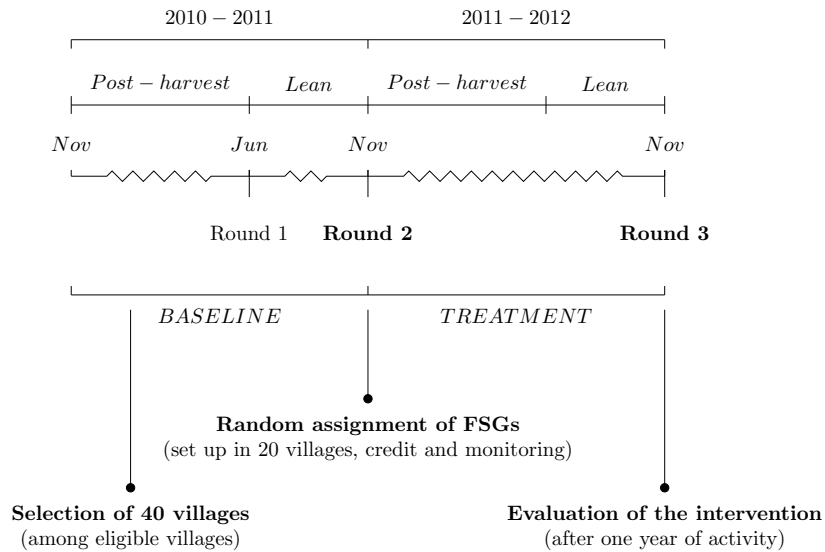 2010 − 2011 2011 − 2012
Post − harvest Lean Post − harvest Lean
Nov Jun Nov Nov
Round 1 Round 2 Round 3
BASELINE TREATMENT
Random assignment of FSGs
(set up in 20 villages, credit and monitoring)
Selection of 40 villages Evaluation of the intervention
(among eligible villages) (after one year of activity)